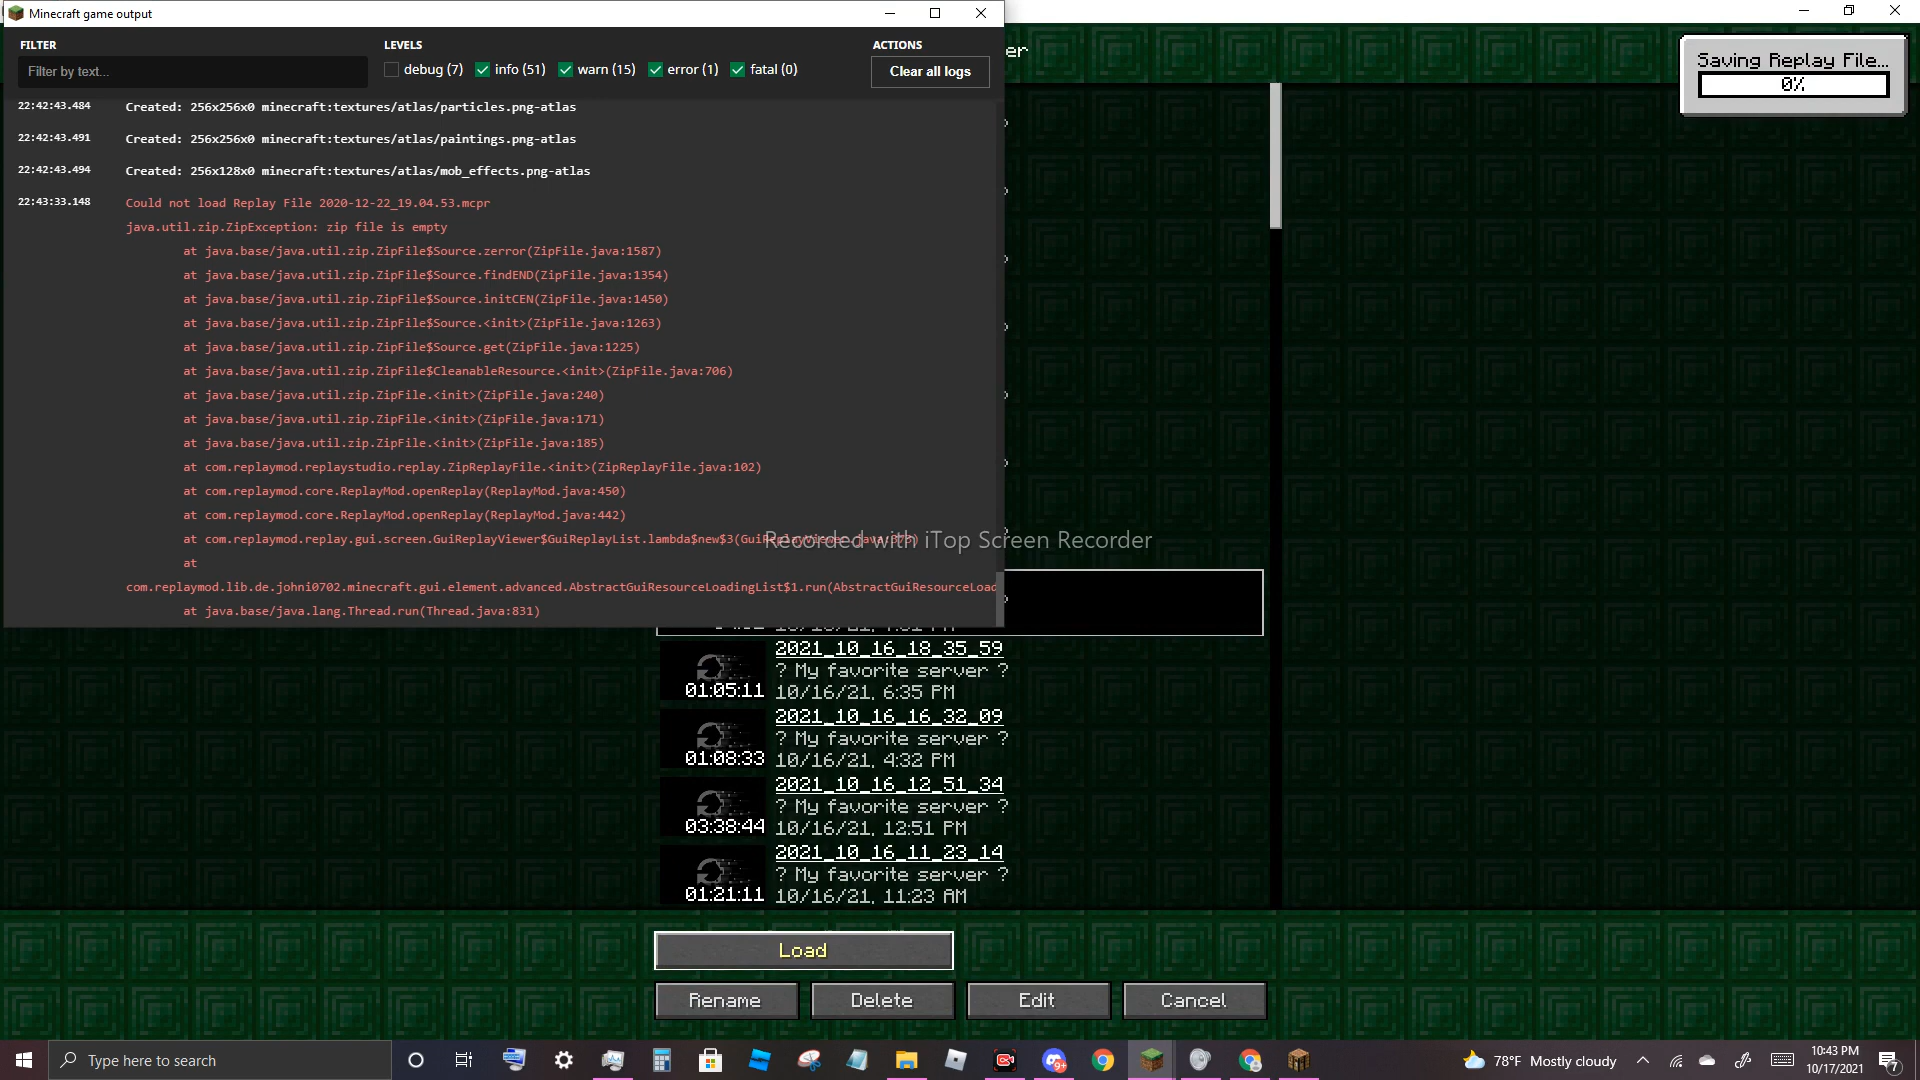 Minecraft game output
FILTER
LEVELS
ACTIONS
Filter by text...
debug (7) info (51) warn (15) error (1) fatal (0)
Clear all logs
er
Saving Replay File...
0%
22:42:43.484 Created: 256x256x0 minecraft:textures/atlas/particles.png-atlas
22:42:43.491 Created: 256x256x0 minecraft:textures/atlas/paintings.png-atlas
22:42:43.494 Created: 256x128x0 minecraft:textures/atlas/mob_effects.png-atlas
22:43:33.148 Could not load Replay File 2020-12-22_19.04.53.mcpr
java.util.zip.ZipException: zip file is empty
at java.base/java.util.zip.ZipFile$Source.zerror(ZipFile.java:1587)
at java.base/java.util.zip.ZipFile$Source.findEND(ZipFile.java:1354)
at java.base/java.util.zip.ZipFile$Source.initCEN(ZipFile.java:1450)
at java.base/java.util.zip.ZipFile$Source.<init>(ZipFile.java:1263)
at java.base/java.util.zip.ZipFile$Source.get(ZipFile.java:1225)
at java.base/java.util.zip.ZipFile$CleanableResource.<init>(ZipFile.java:706)
at java.base/java.util.zip.ZipFile.<init>(ZipFile.java:240)
at java.base/java.util.zip.ZipFile.<init>(ZipFile.java:171)
at java.base/java.util.zip.ZipFile.<init>(ZipFile.java:185)
at com.replaymod.replaystudio.replay.ZipReplayFile.<init>(ZipReplayFile.java:102)
at com.replaymod.core.ReplayMod.openReplay(ReplayMod.java:450)
at com.replaymod.core.ReplayMod.openReplay(ReplayMod.java:442)
at com.replaymod.replay.gui.screen.GuiReplayViewer$GuiReplayList.lambda$new$3(GuiReplayViewer.java
Recorded with iTop Screen Recorder
at
com.replaymod.lib.de.johni0702.minecraft.gui.element.advanced.AbstractGuiResourceLoadingList$1.run(AbstractGuiResourceLoad
at java.base/java.lang.Thread.run(Thread.java:831)
2021_10_16_18_35_59
? My favorite server ?
01:05:11 10/16/21, 6:35 PM
2021_10_16_16_32_09
? My favorite server ?
01:08:33 10/16/21, 4:32 PM
2021_10_16_12_51_34
? My favorite server ?
03:38:44 10/16/21, 12:51 PM
2021_10_16_11_23_14
? My favorite server ?
01:21:11 10/16/21, 11:23 AM
Load
Rename Delete Edit Cancel
Type here to search
9+
78°F Mostly cloudy
10:43 PM
10/17/2021
7